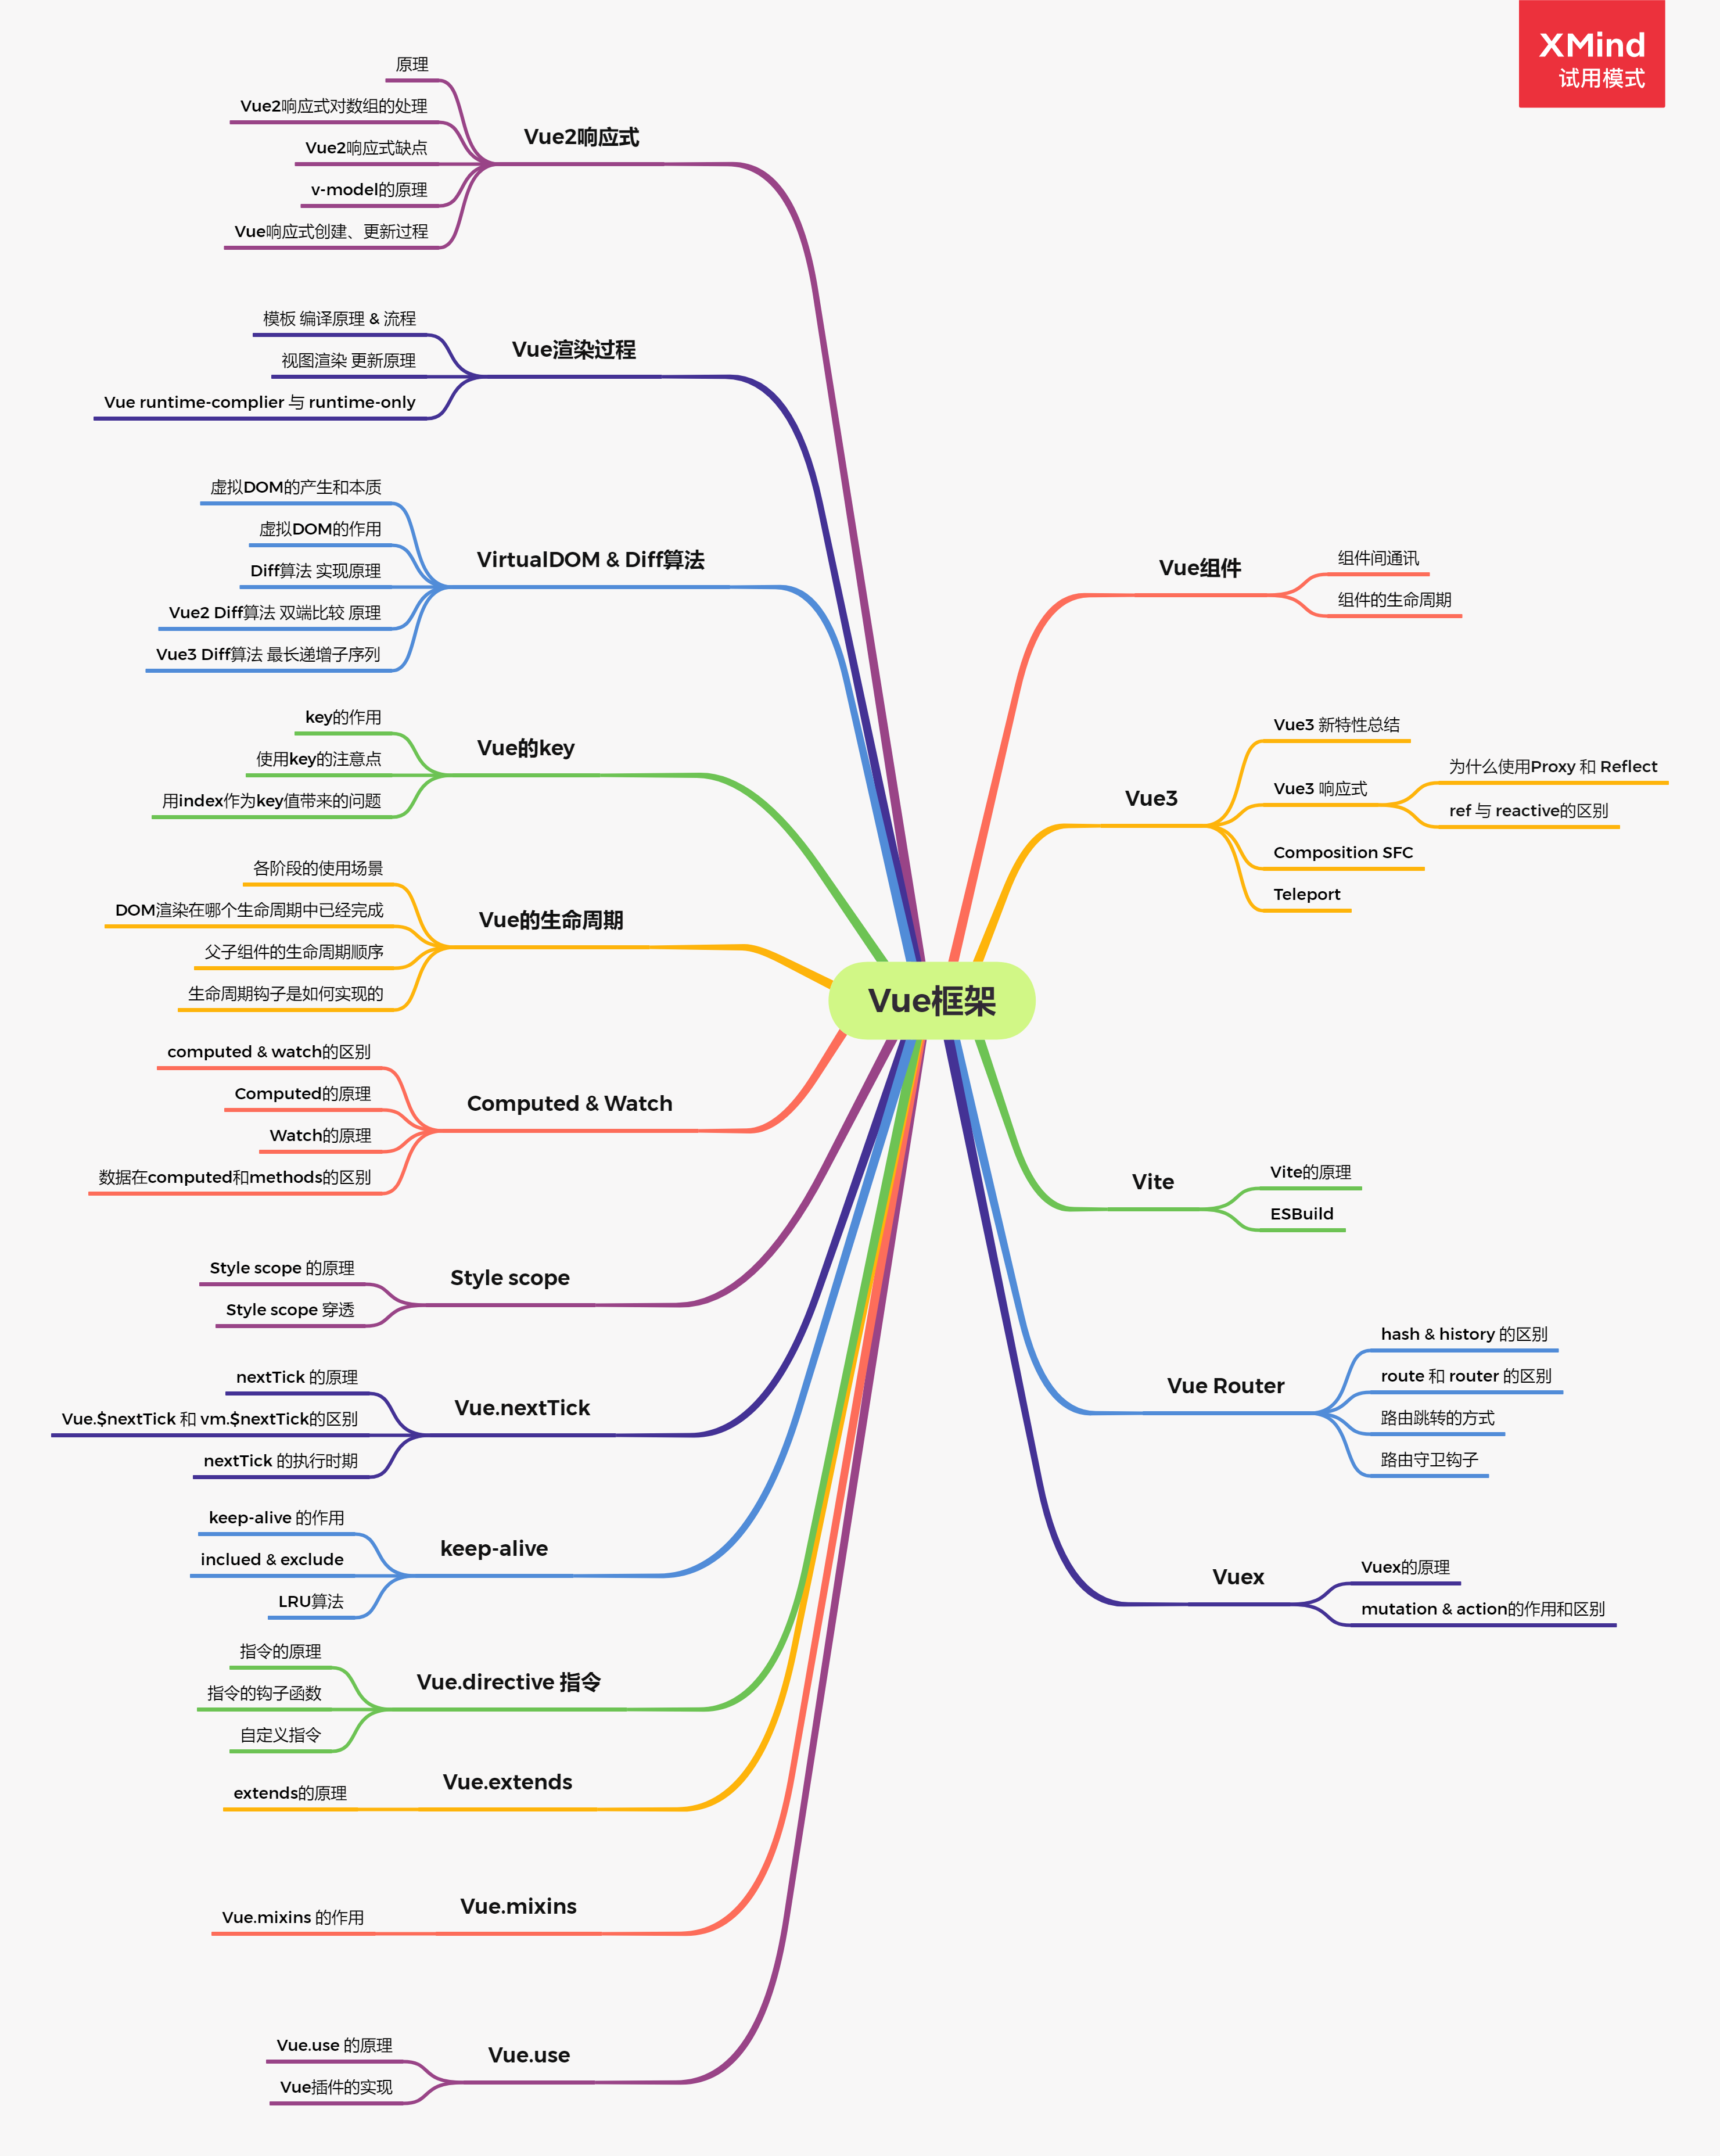 XMind
试用模式
Vue框架
Vue2响应式
原理
Vue2响应式对数组的处理
Vue2响应式缺点
v-model的原理
Vue响应式创建、更新过程
Vue渲染过程
模板 编译原理 & 流程
视图渲染 更新原理
Vue runtime-complier 与 runtime-only
VirtualDOM & Diff算法
虚拟DOM的产生和本质
虚拟DOM的作用
Diff算法 实现原理
Vue2 Diff算法 双端比较 原理
Vue3 Diff算法 最长递增子序列
Vue的key
key的作用
使用key的注意点
用index作为key值带来的问题
Vue的生命周期
各阶段的使用场景
DOM渲染在哪个生命周期中已经完成
父子组件的生命周期顺序
生命周期钩子是如何实现的
Computed & Watch
computed & watch的区别
Computed的原理
Watch的原理
数据在computed和methods的区别
Style scope
Style scope 的原理
Style scope 穿透
Vue.nextTick
nextTick 的原理
Vue.$nextTick 和 vm.$nextTick的区别
nextTick 的执行时期
keep-alive
keep-alive 的作用
inclued & exclude
LRU算法
Vue.directive 指令
指令的原理
指令的钩子函数
自定义指令
Vue.extends
extends的原理
Vue.mixins
Vue.mixins 的作用
Vue.use
Vue.use 的原理
Vue插件的实现
Vue组件
组件间通讯
组件的生命周期
Vue3
Vue3 新特性总结
Vue3 响应式
为什么使用Proxy 和 Reflect
ref 与 reactive的区别
Composition SFC
Teleport
Vite
Vite的原理
ESBuild
Vue Router
hash & history 的区别
route 和 router 的区别
路由跳转的方式
路由守卫钩子
Vuex
Vuex的原理
mutation & action的作用和区别